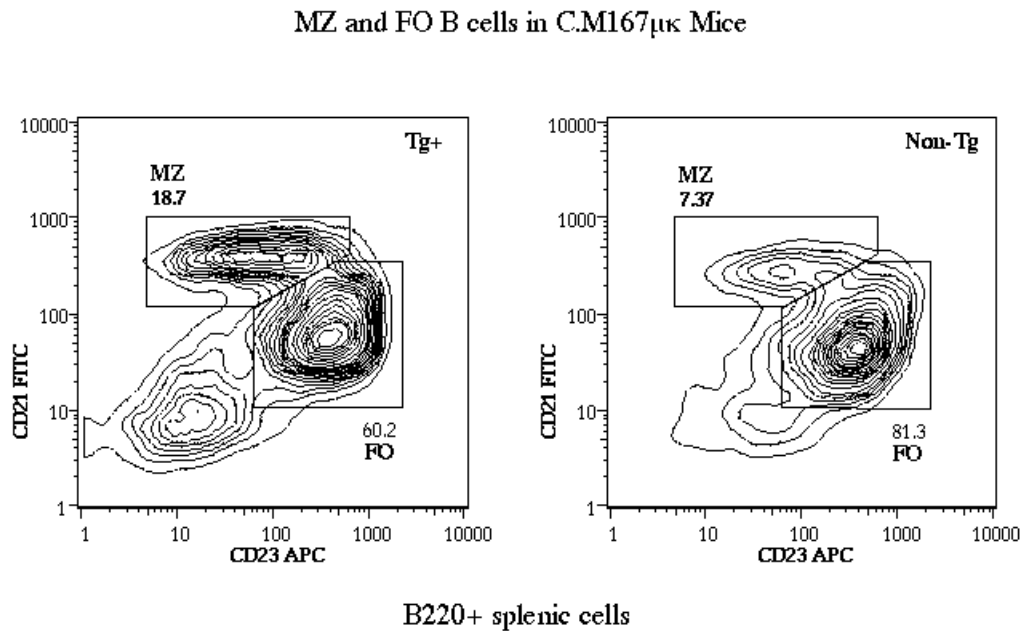 MZ and FO B cells in C.M167μκ Mice
Tg+
MZ
18.7
10000
1000
100
10
1
CD21 FITC
60.2
FO
1
10
100
1000
10000
CD23 APC
Non-Tg
MZ
7.37
10000
1000
100
10
1
CD21 FITC
81.3
FO
1
10
100
1000
10000
CD23 APC
B220+ splenic cells